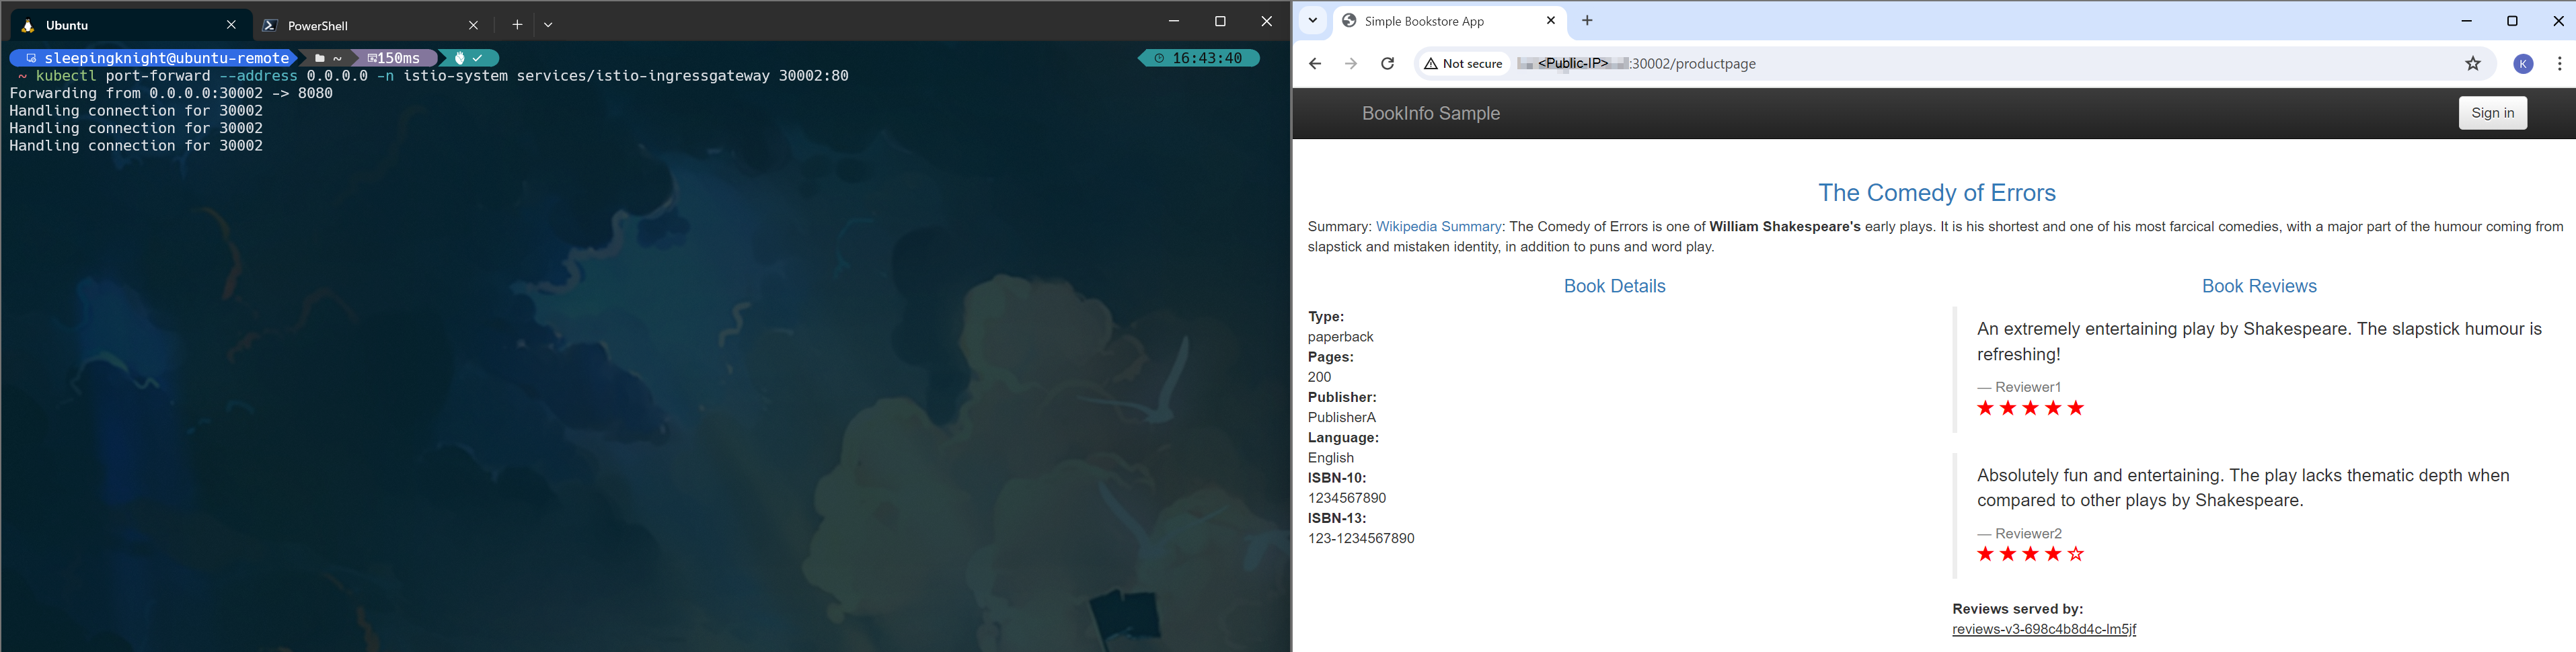 Ubuntu
PowerShell
sleepingknight@ubuntu-remote ~ 150ms 16:43:40
~ kubectl port-forward --address 0.0.0.0 -n istio-system services/istio-ingressgateway 30002:80
Forwarding from 0.0.0.0:30002 -> 8080
Handling connection for 30002
Handling connection for 30002
Handling connection for 30002
Simple Bookstore App
Not secure <Public-IP> :30002/productpage
K
BookInfo Sample
Sign in
The Comedy of Errors
Summary: Wikipedia Summary: The Comedy of Errors is one of William Shakespeare's early plays. It is his shortest and one of his most farcical comedies, with a major part of the humour coming from
slapstick and mistaken identity, in addition to puns and word play.
Book Details
Type:
paperback
Pages:
200
Publisher:
PublisherA
Language:
English
ISBN-10:
1234567890
ISBN-13:
123-1234567890
Book Reviews
An extremely entertaining play by Shakespeare. The slapstick humour is
refreshing!
— Reviewer1
Absolutely fun and entertaining. The play lacks thematic depth when
compared to other plays by Shakespeare.
— Reviewer2
Reviews served by:
reviews-v3-698c4b8d4c-lm5jf